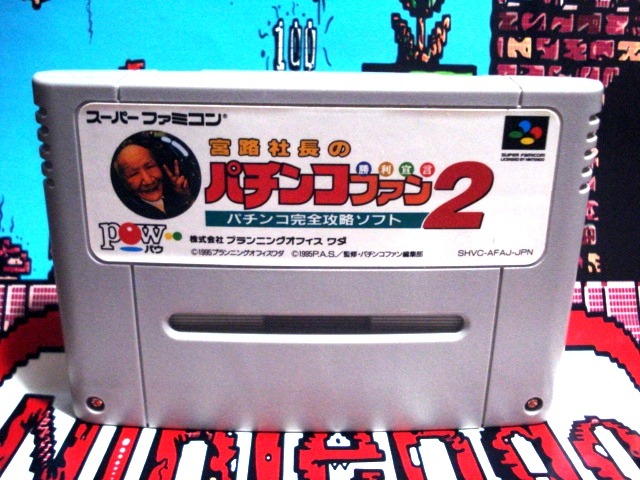 100
スーパーファミコン®
宮路社長の
勝利宣言
パチンコファン2
パチンコ完全攻略ソフト
SUPER FAMICOM
LICENSED BY NINTENDO
POW
パウ
株式会社 プランニングオフィス ワダ
©1995プランニングオフィスワダ ©1995P.A.S.／監修・パチンコファン編集部
SHVC-AFAJ-JPN
Nintendo